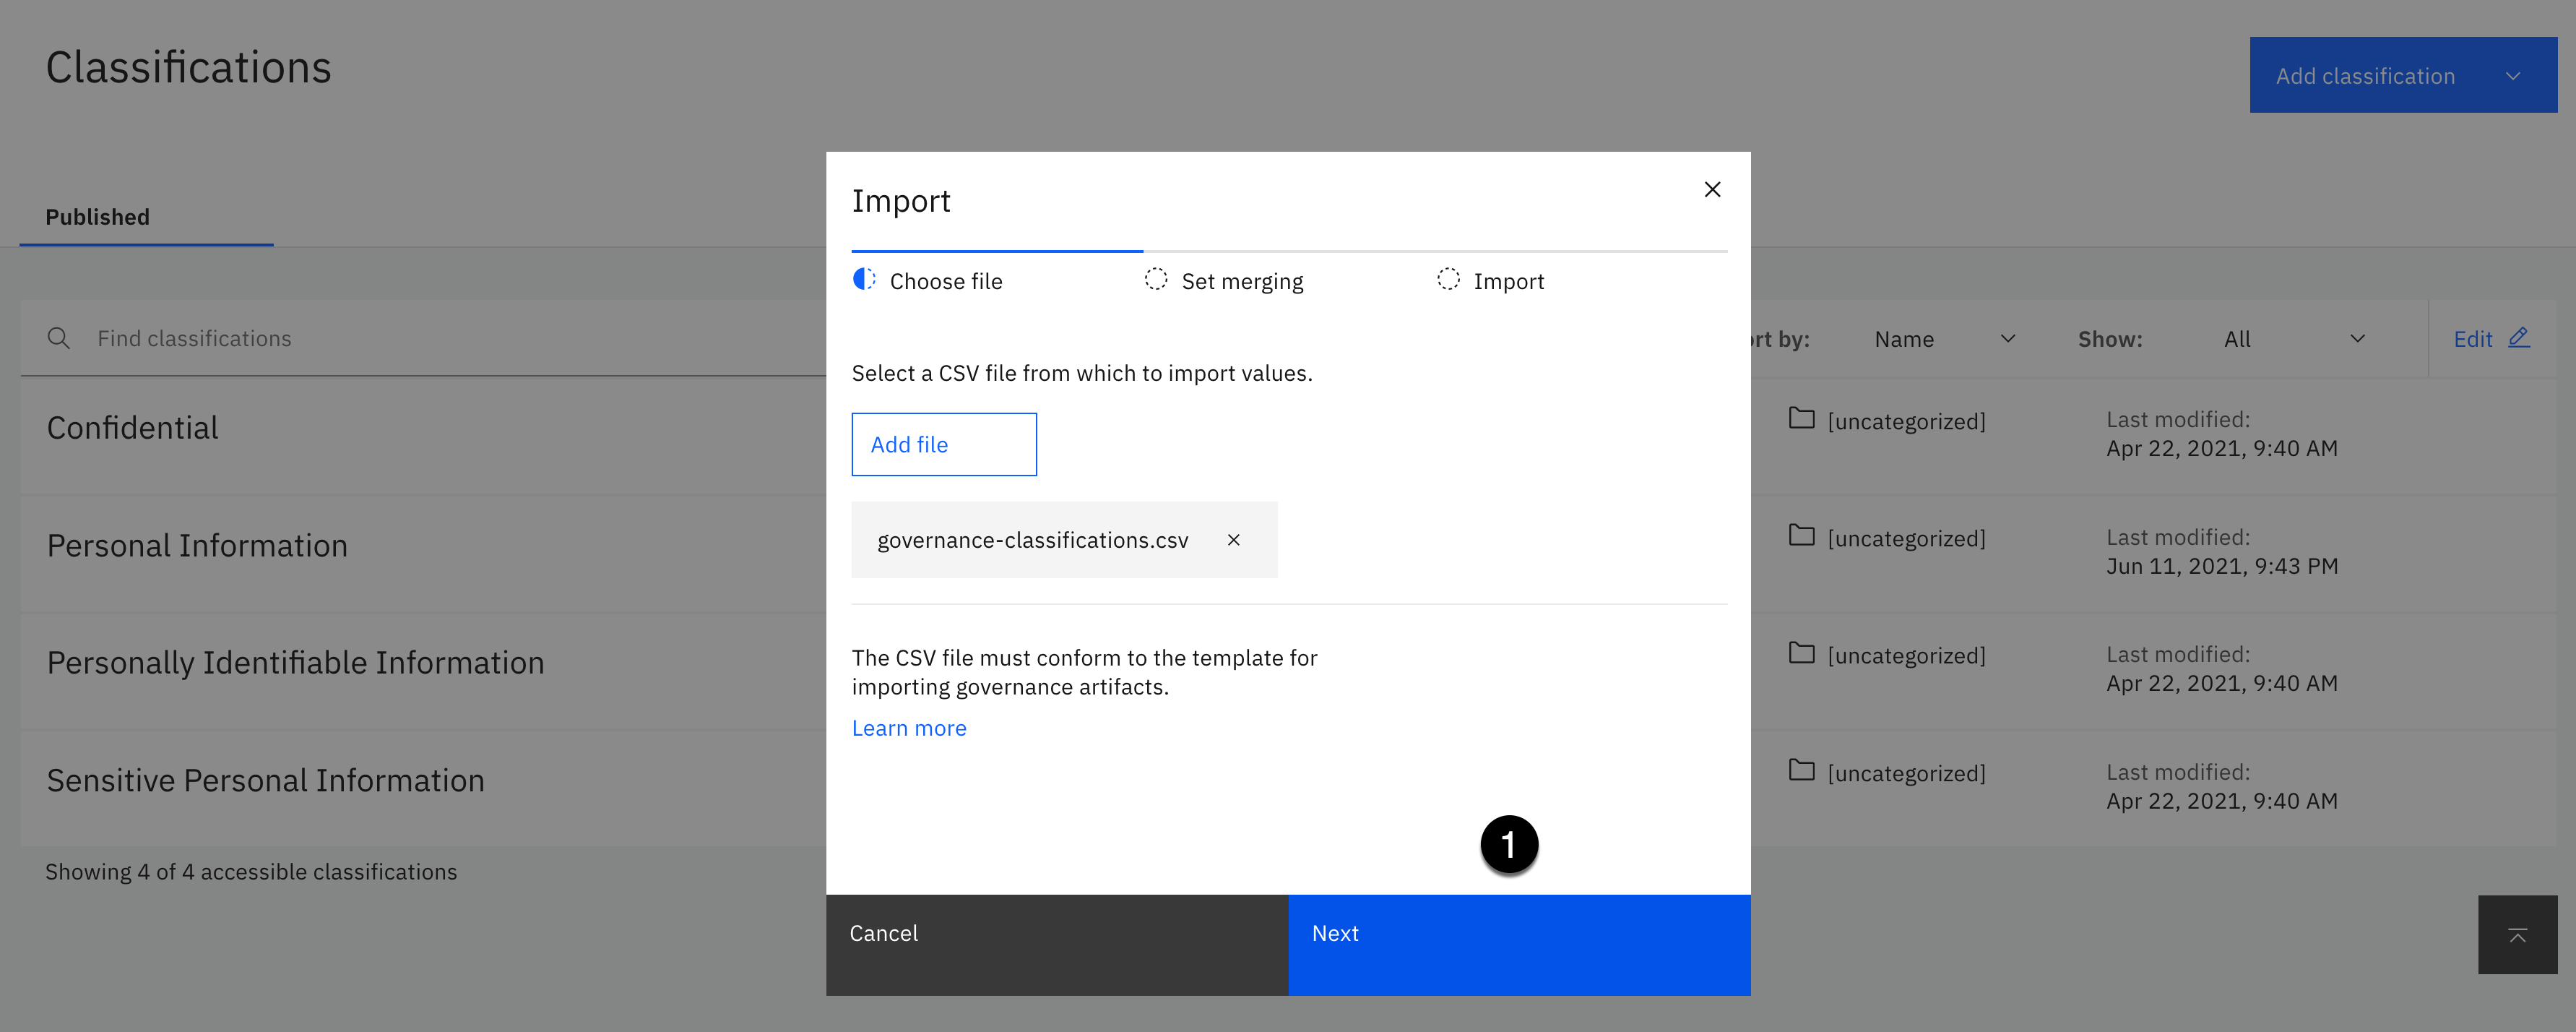 Classifications
Add classification
Published
Import
Choose file
Set merging
Import
Find classifications
ort by:
Name
Show:
All
Edit
Select a CSV file from which to import values.
Add file
governance-classifications.csv
The CSV file must conform to the template for
importing governance artifacts.
Learn more
1
Cancel
Next
Confidential
[uncategorized]
Last modified:
Apr 22, 2021, 9:40 AM
Personal Information
[uncategorized]
Last modified:
Jun 11, 2021, 9:43 PM
Personally Identifiable Information
[uncategorized]
Last modified:
Apr 22, 2021, 9:40 AM
Sensitive Personal Information
[uncategorized]
Last modified:
Apr 22, 2021, 9:40 AM
Showing 4 of 4 accessible classifications